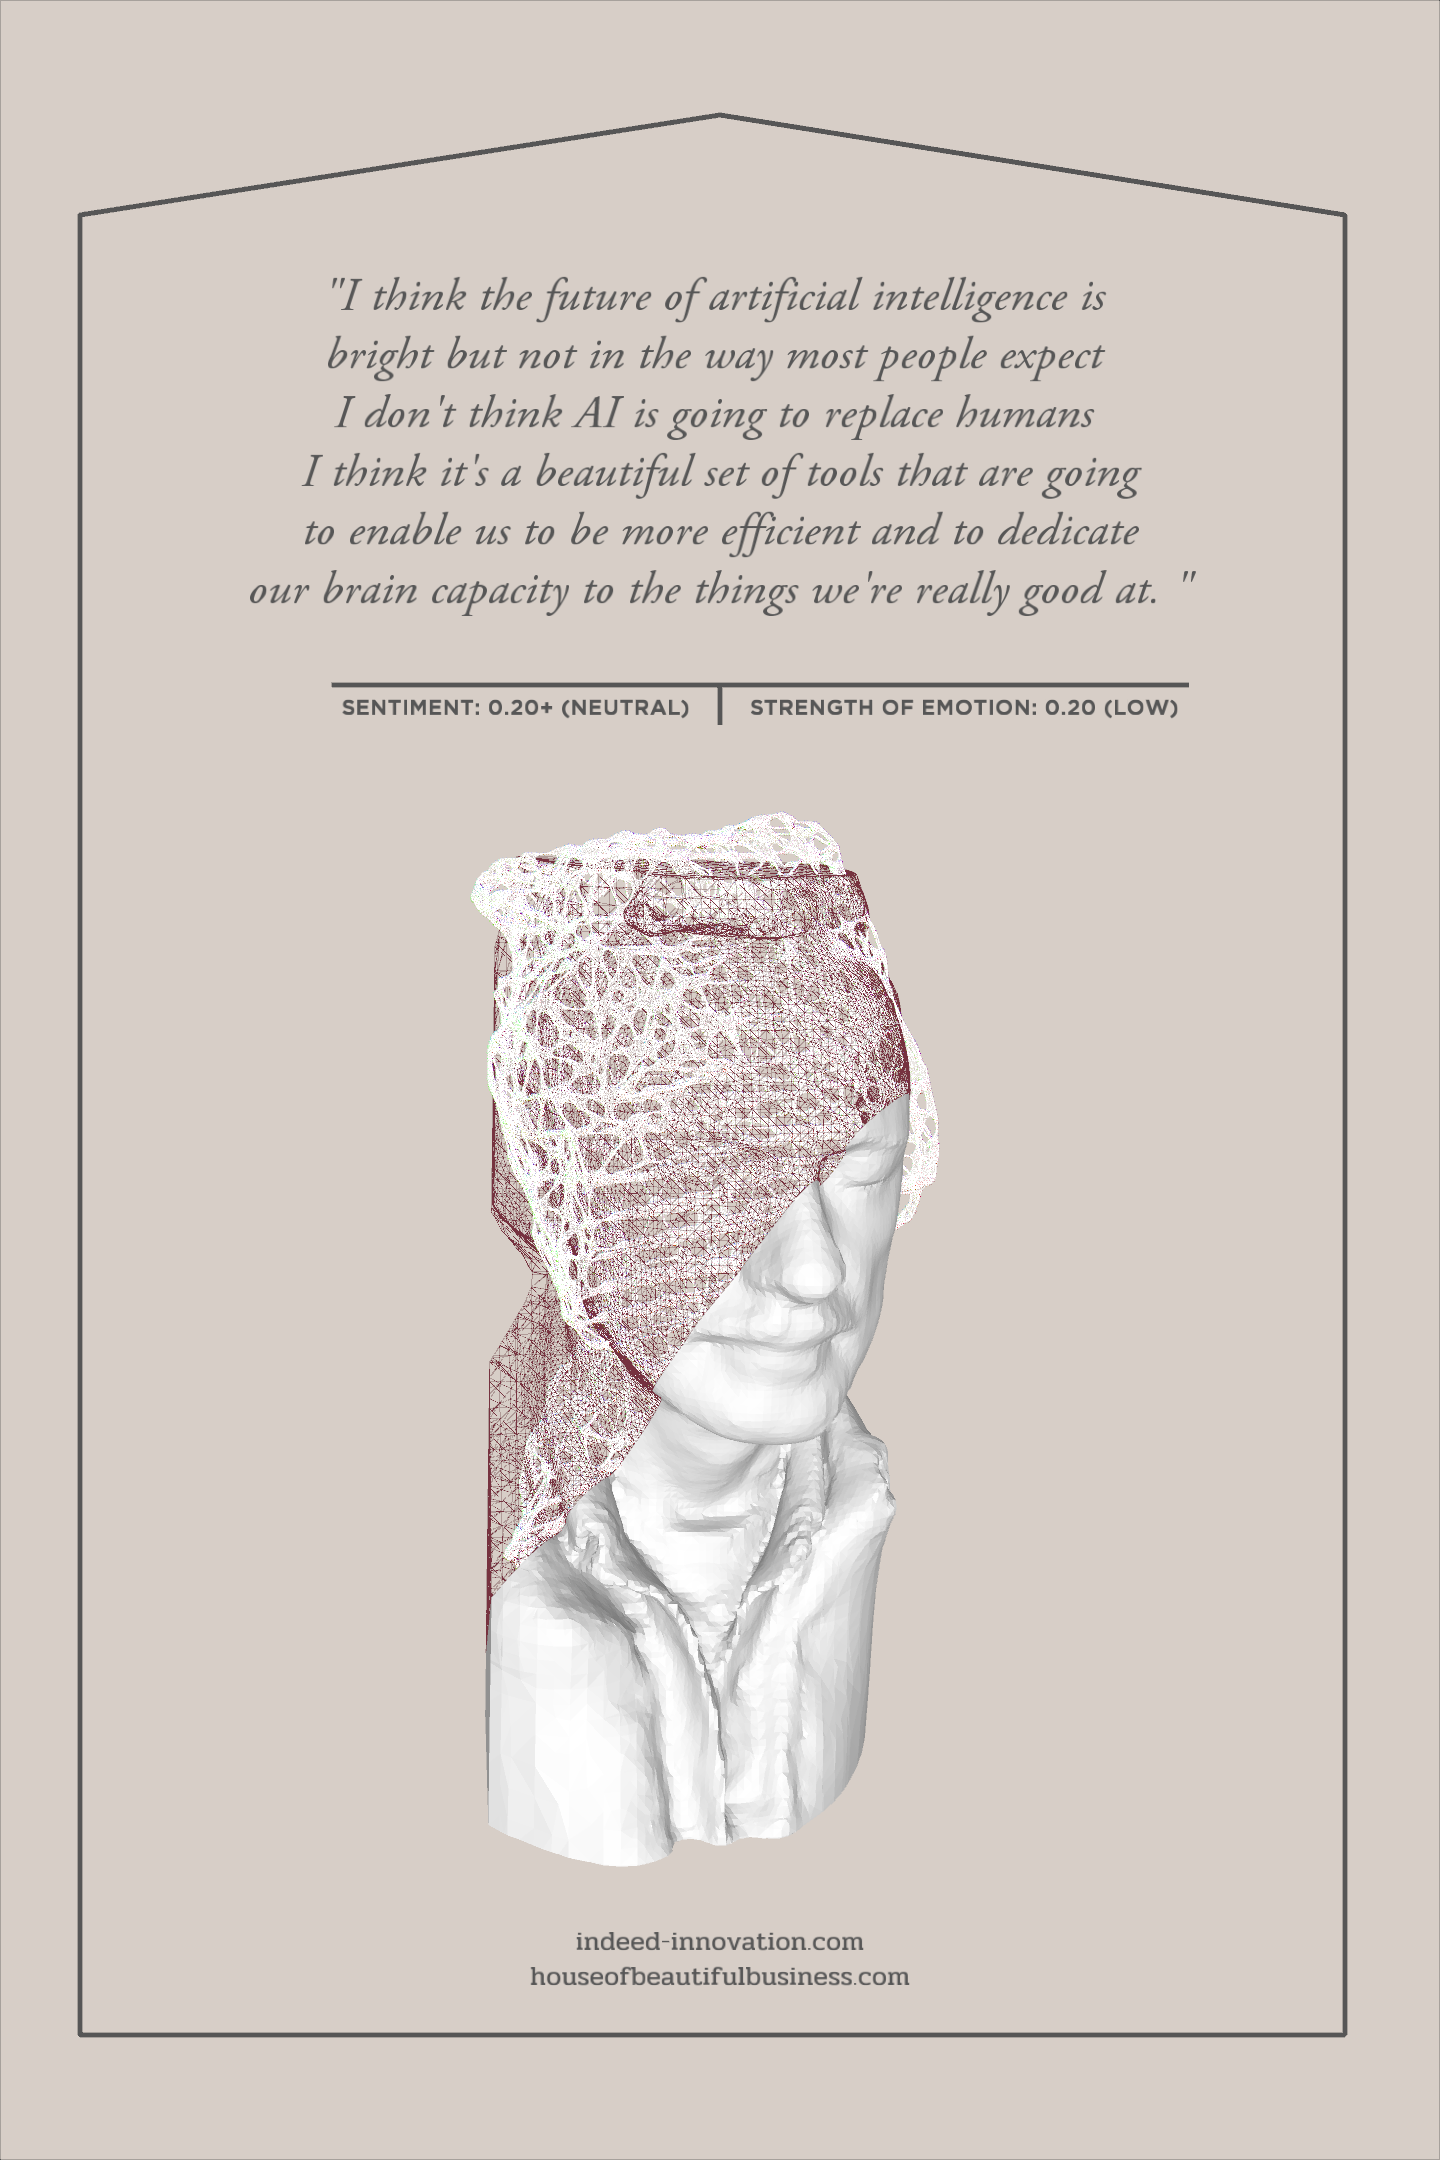 "I think the future of artificial intelligence is
bright but not in the way most people expect
I don't think AI is going to replace humans
I think it's a beautiful set of tools that are going
to enable us to be more efficient and to dedicate
our brain capacity to the things we're really good at. "
SENTIMENT: 0.20+ (NEUTRAL)
STRENGTH OF EMOTION: 0.20 (LOW)
indeed-innovation.com
houseofbeautifulbusiness.com